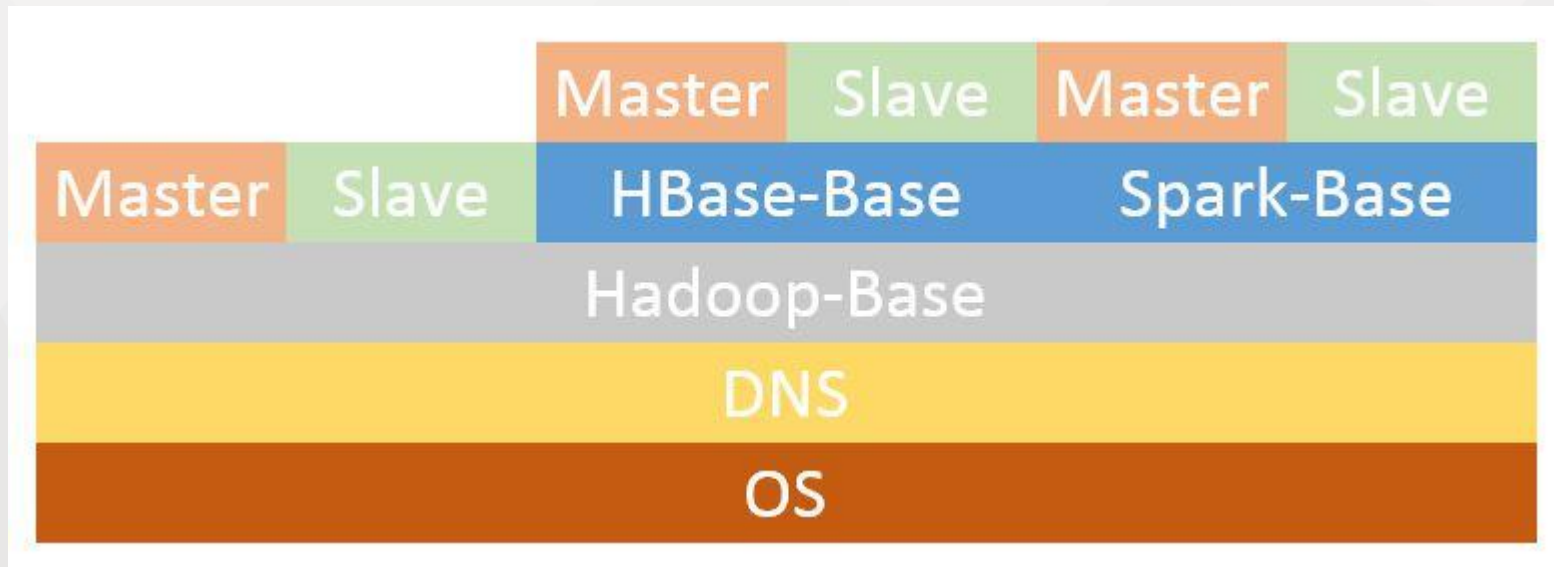 Master Slave Master Slave
Master Slave HBase-Base Spark-Base
Hadoop-Base
DNS
OS